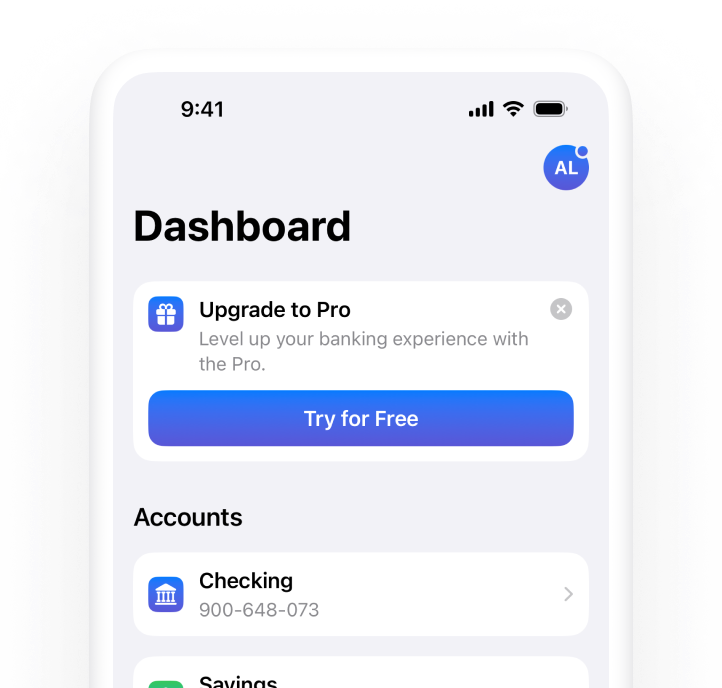 9:41
AL
Dashboard
Upgrade to Pro
Level up your banking experience with
the Pro.
Try for Free
Accounts
Checking
900-648-073
Savings